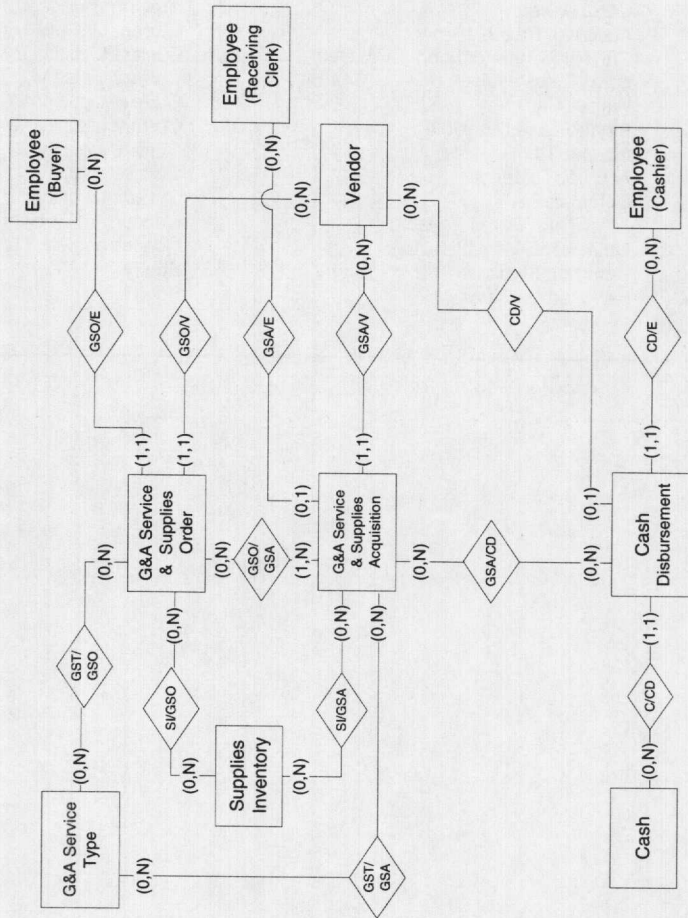 Employee
(Buyer)
(0,N)
Employee
(Receiving
Clerk)
(0,N)
GSO/E
GSO/V
(0,N)
Vendor
(0,N)
(0,N)
GSA/E
GSA/V
CD/V
Employee
(Cashier)
(0,N)
CD/E
(1,1)
(1,1)
G&A Service
& Supplies
Order
(0,N)
(0,N)
(0,N)
GSO/
GSA
(1,N)
(0,1)
(1,1)
G&A Service
& Supplies
Acquisition
(0,N)
(0,N)
(0,N)
GSA/CD
(0,N)
(0,1)
(1,1)
Cash
Disbursement
(1,1)
GST/
GSO
SI/GSO
(0,N)
G&A Service
Type
(0,N)
(0,N)
Supplies
Inventory
(0,N)
SI/GSA
GST/
GSA
C/CD
(0,N)
Cash